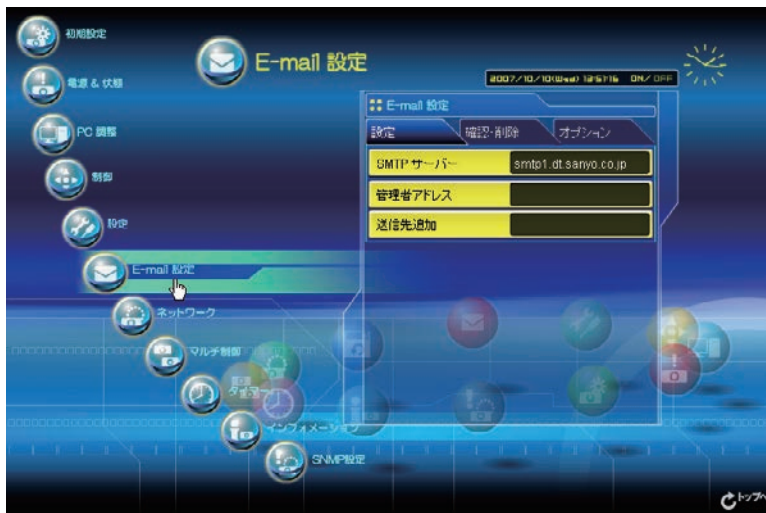 初期設定
電源 & 状態
PC 調整
制御
設定
E-mail 設定
ネットワーク
マルチ制御
タイマー
インフォメーション
SNMP設定
E-mail 設定
2007/10/10(Wed) 13:51:16 ON/ OFF
E-mail 設定
設定
確認・削除
オプション
SMTP サーバー
smtp1.dt.sanyo.co.jp
管理者アドレス
送信先追加
トップへ